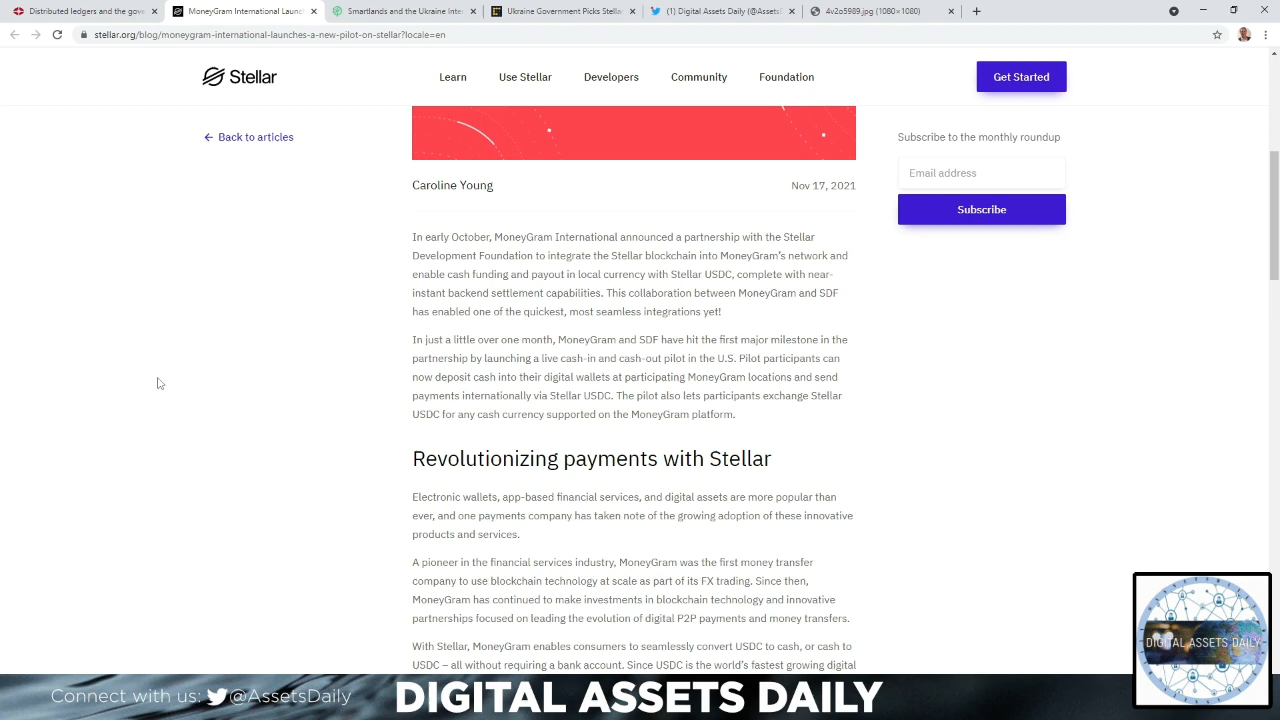 Distributed ledgers and the gove
MoneyGram International Launc
Smartlands and the Ukraine Inte
Ukraine Government Picks Stella
(1) Digital Assets Daily (@Assets
4v2o5989.jpg (1080×1080)
stellar.org/blog/moneygram-international-launches-a-new-pilot-on-stellar?locale=en
Stellar
Learn
Use Stellar
Developers
Community
Foundation
Get Started
Back to articles
Subscribe to the monthly roundup
Email address
Subscribe
Caroline Young
Nov 17, 2021
In early October, MoneyGram International announced a partnership with the Stellar
Development Foundation to integrate the Stellar blockchain into MoneyGram's network and
enable cash funding and payout in local currency with Stellar USDC, complete with near-
instant backend settlement capabilities. This collaboration between MoneyGram and SDF
has enabled one of the quickest, most seamless integrations yet!
In just a little over one month, MoneyGram and SDF have hit the first major milestone in the
partnership by launching a live cash-in and cash-out pilot in the U.S. Pilot participants can
now deposit cash into their digital wallets at participating MoneyGram locations and send
payments internationally via Stellar USDC. The pilot also lets participants exchange Stellar
USDC for any cash currency supported on the MoneyGram platform.
Revolutionizing payments with Stellar
Electronic wallets, app-based financial services, and digital assets are more popular than
ever, and one payments company has taken note of the growing adoption of these innovative
products and services.
A pioneer in the financial services industry, MoneyGram was the first money transfer
company to use blockchain technology at scale as part of its FX trading. Since then,
MoneyGram has continued to make investments in blockchain technology and innovative
partnerships focused on leading the evolution of digital P2P payments and money transfers.
With Stellar, MoneyGram enables consumers to seamlessly convert USDC to cash, or cash to
USDC – all without requiring a bank account. Since USDC is the world's fastest growing digital
DIGITAL ASSETS DAILY
Connect with us: @AssetsDaily
DIGITAL ASSETS DAILY